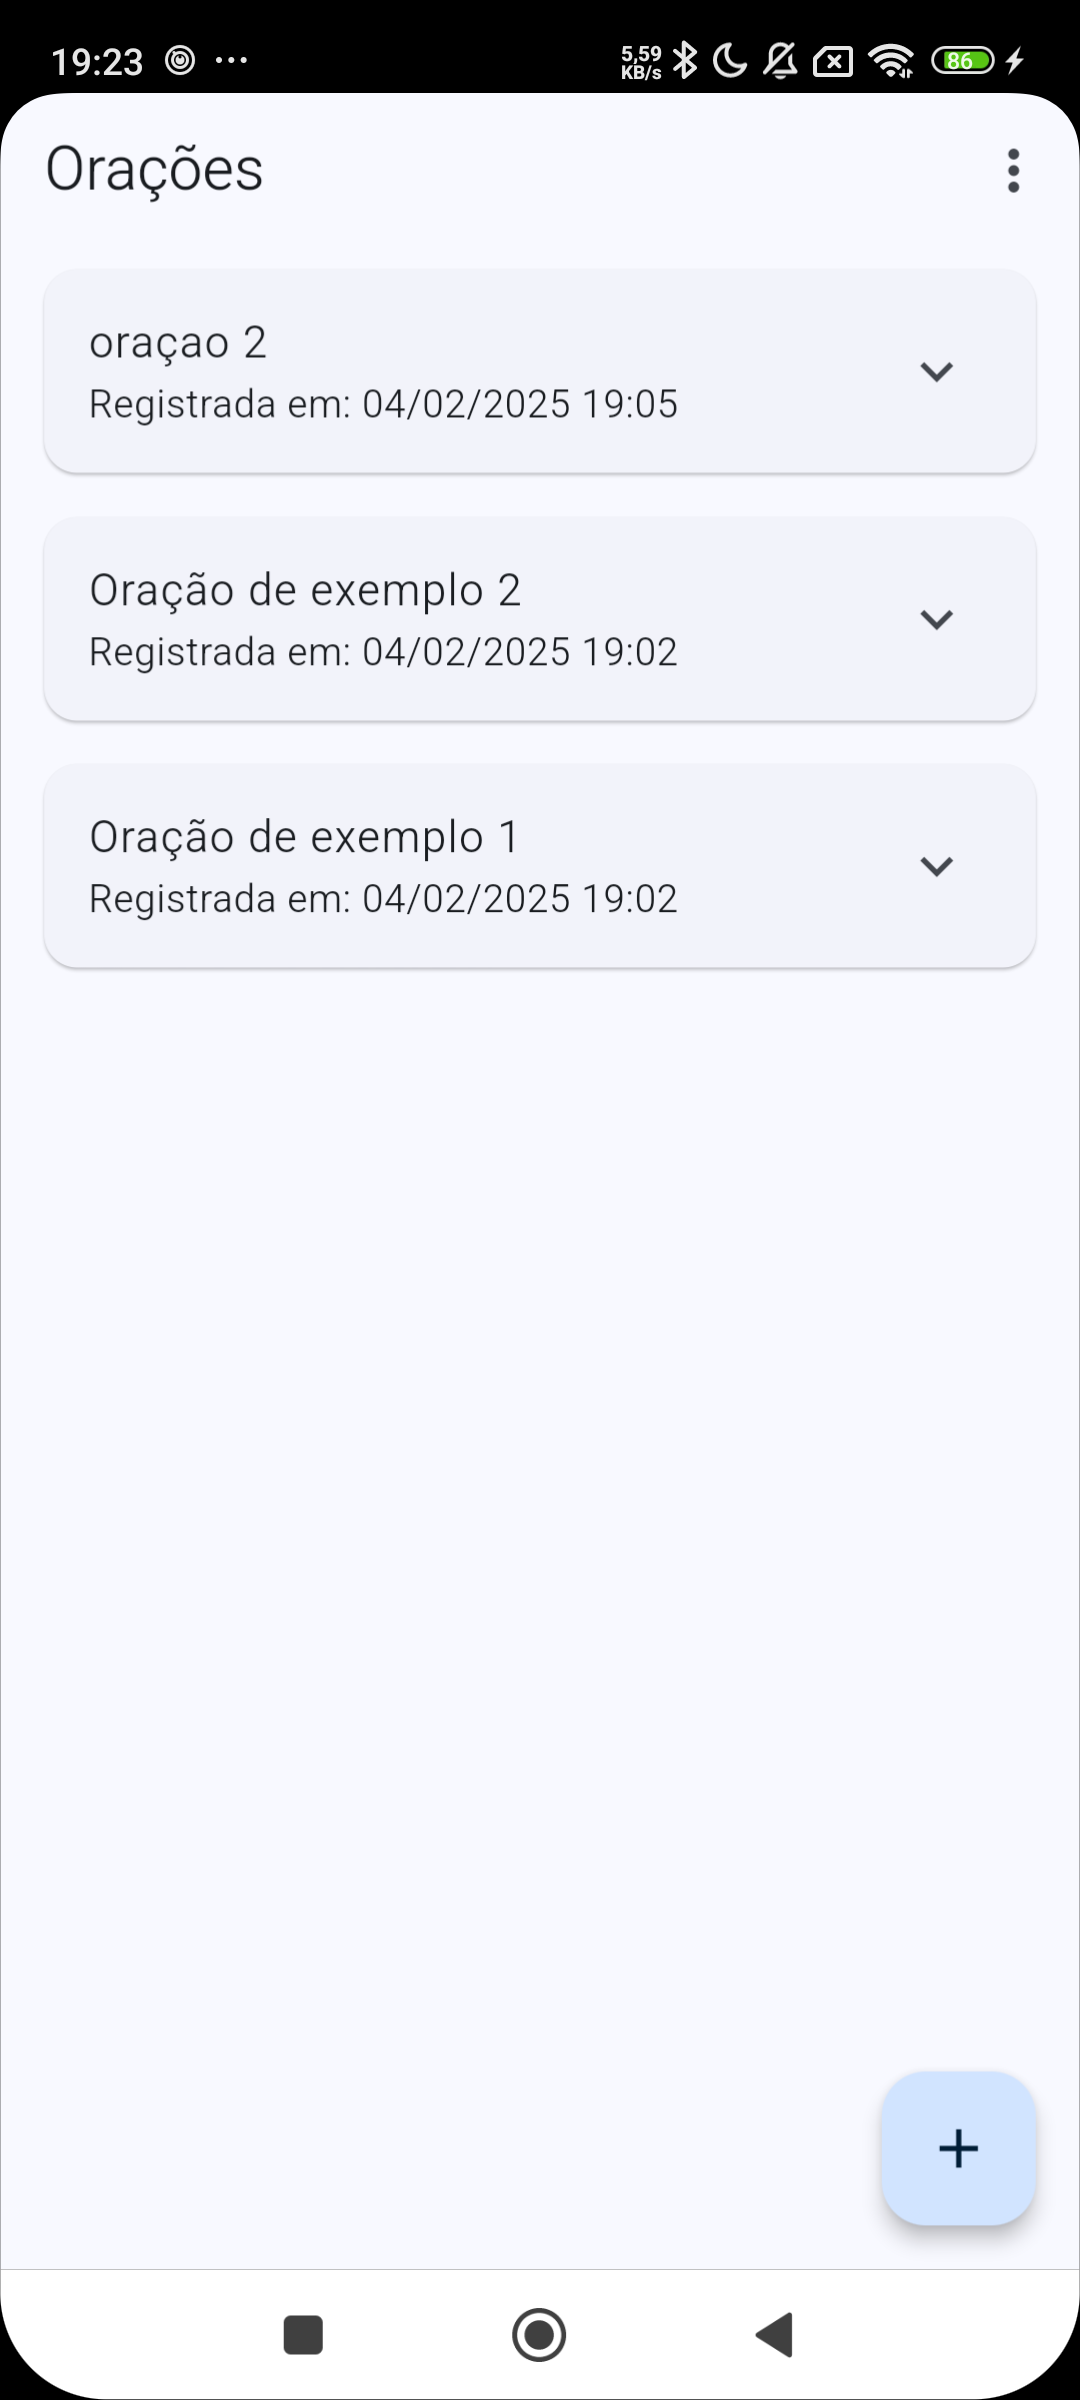 19:23
5,59
KB/s
86
Orações
oraçao 2
Registrada em: 04/02/2025 19:05
Oração de exemplo 2
Registrada em: 04/02/2025 19:02
Oração de exemplo 1
Registrada em: 04/02/2025 19:02